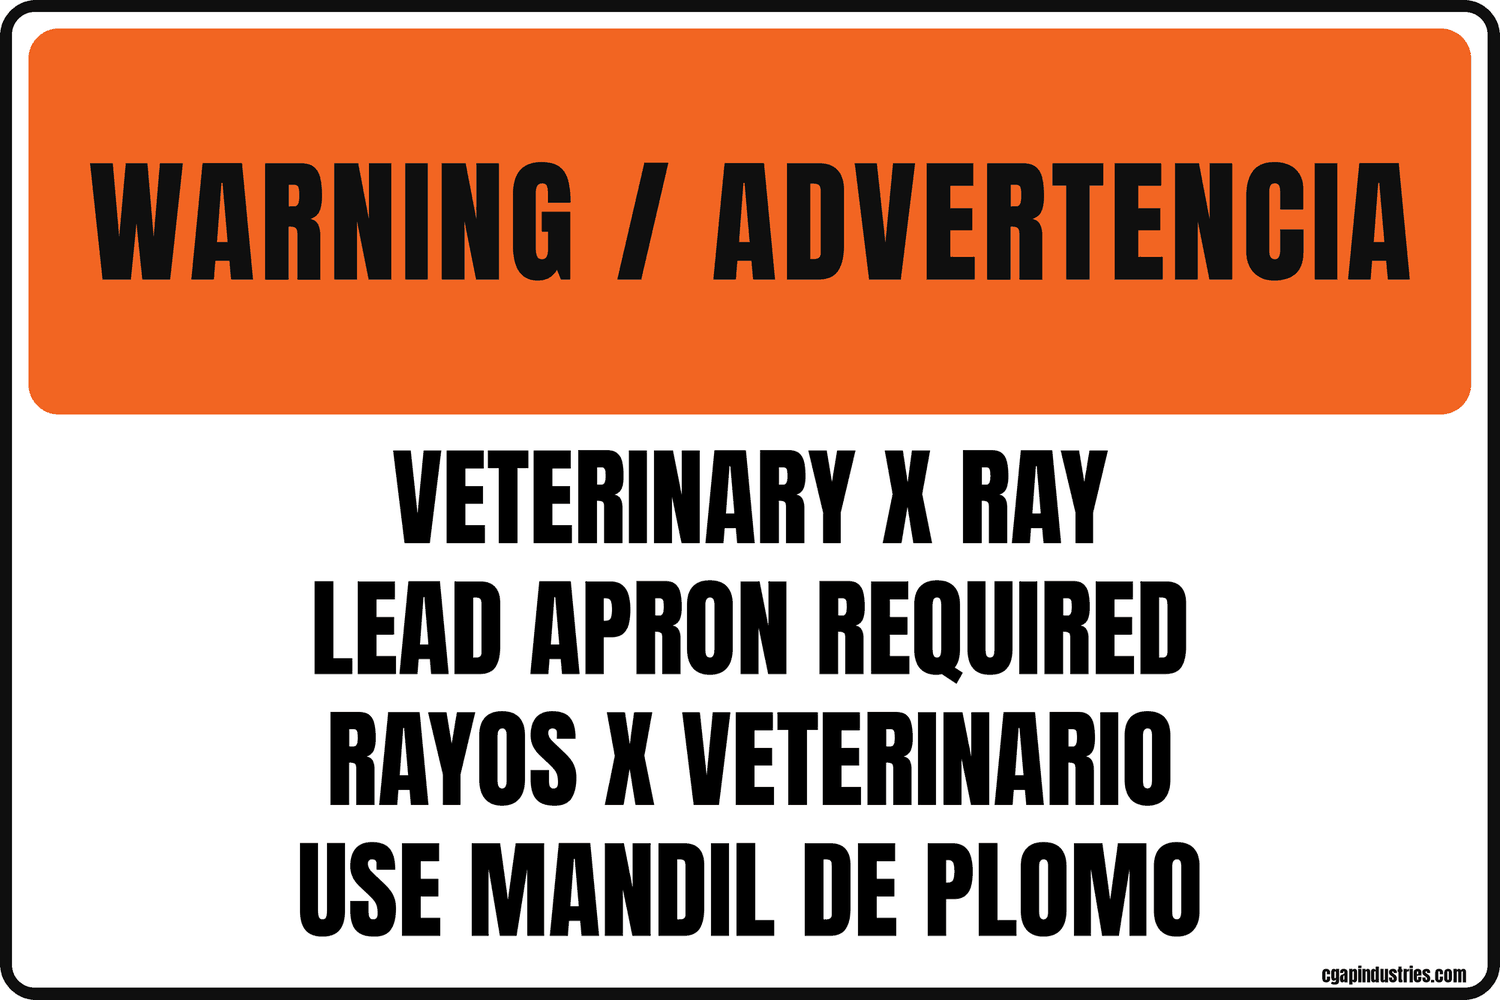 WARNING / ADVERTENCIA
VETERINARY X RAY
LEAD APRON REQUIRED
RAYOS X VETERINARIO
USE MANDIL DE PLOMO
cgapindustries.com